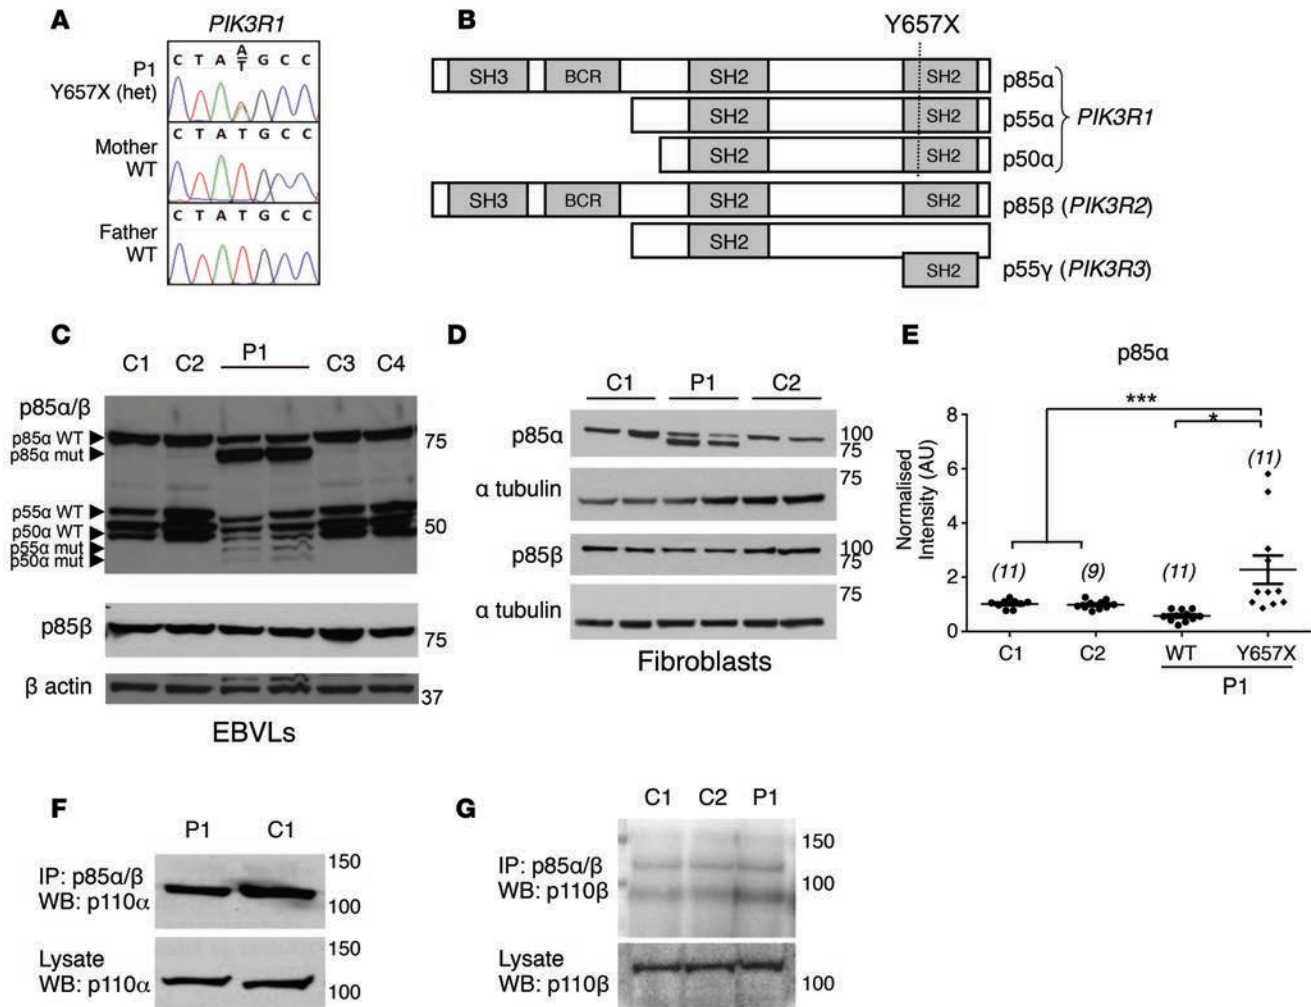 A
PIK3R1
C T A A/T G C C
P1
Y657X (het)
C T A T G C C
Mother
WT
C T A T G C C
Father
WT
B
Y657X
SH3 BCR SH2 SH2 p85α
SH2 SH2 p55α PIK3R1
SH2 SH2 p50α
SH3 BCR SH2 SH2 p85β (PIK3R2)
SH2
SH2 p55γ (PIK3R3)
C
C1 C2 P1 C3 C4
p85α/β
p85α WT 75
p85α mut
p55α WT
p50α WT 50
p55α mut
p50α mut
p85β 75
β actin 37
EBVLs
D
C1 P1 C2
p85α 100
75
α tubulin 75
p85β 100
75
α tubulin 75
Fibroblasts
E
p85α
***
*
Normalised
Intensity (AU)
8
6
4
2
0
(11) (9) (11) (11)
C1 C2 WT Y657X
P1
F
P1 C1
IP: p85α/β 150
WB: p110α 100
Lysate 150
WB: p110α 100
G
C1 C2 P1
150
IP: p85α/β
WB: p110β 100
Lysate
WB: p110β 100